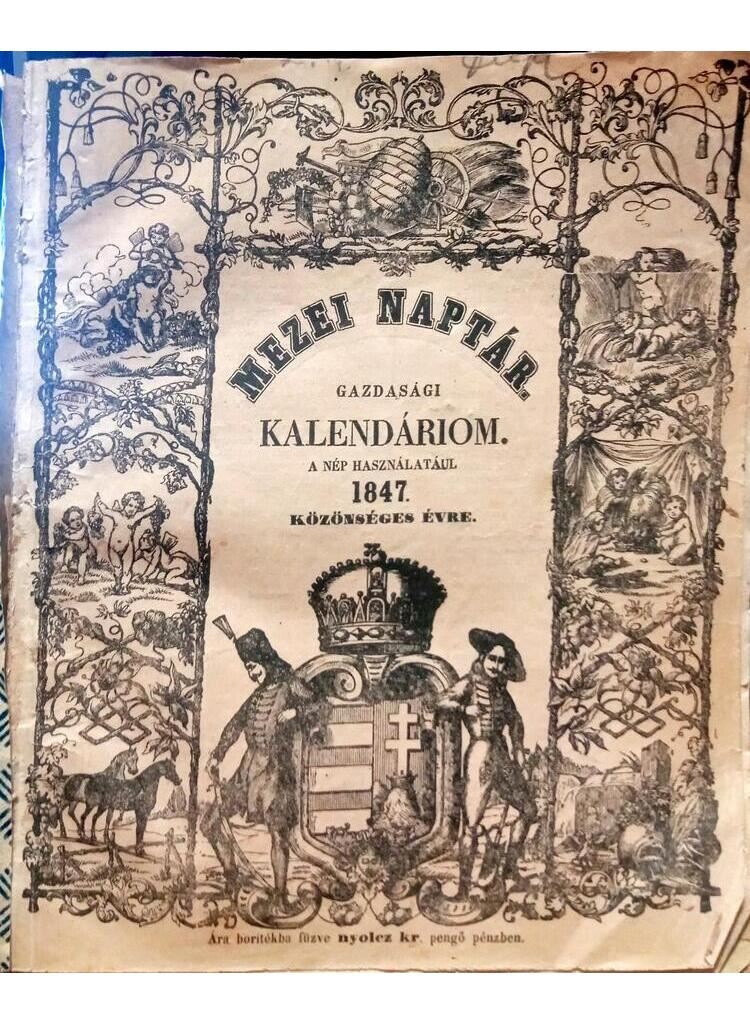 MEZEI NAPTÁR.
GAZDASÁGI
KALENDÁRIOM.
A NÉP HASZNÁLATÁUL
1847.
KÖZÖNSÉGES ÉVRE.
Ára borítékba fűzve nyolcz kr. pengő pénzben.